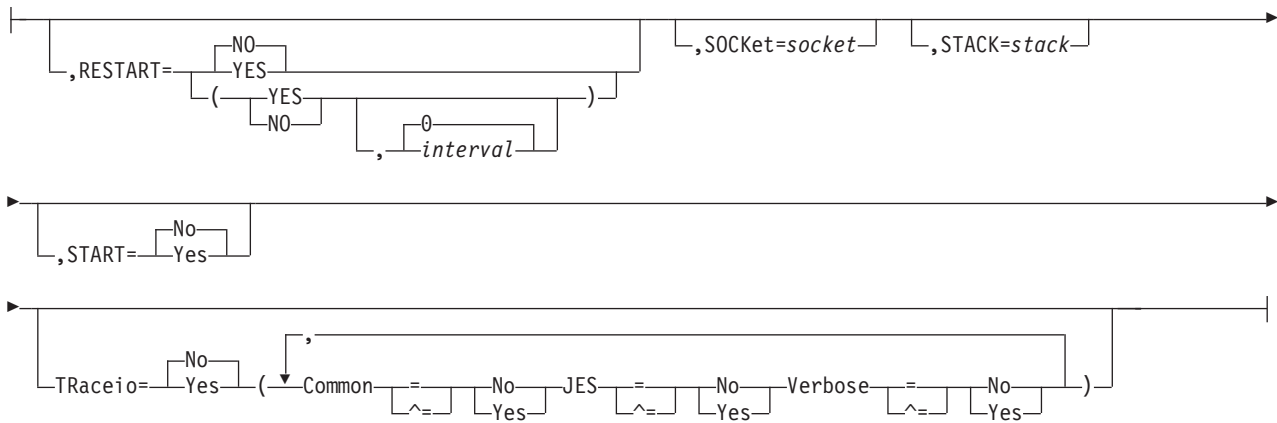 ,RESTART= NO YES ( YES NO , 0 interval ) ,SOCKet=socket ,STACK=stack
,START= No Yes
TRaceio= No Yes ( , Common = ^= No Yes JES = ^= No Yes Verbose = ^= No Yes )